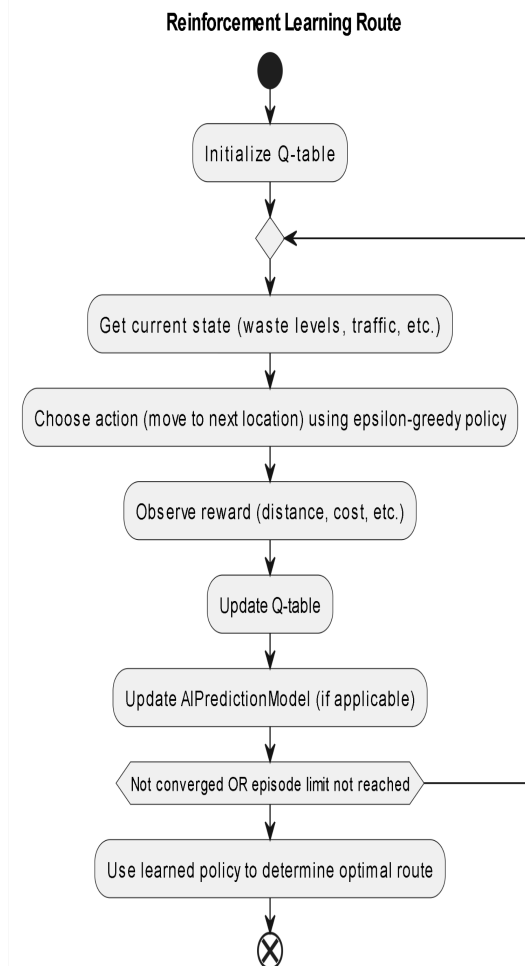 Reinforcement Learning Route
Initialize Q-table
Get current state (waste levels, traffic, etc.)
Choose action (move to next location) using epsilon-greedy policy
Observe reward (distance, cost, etc.)
Update Q-table
Update AIPredictionModel (if applicable)
Not converged OR episode limit not reached
Use learned policy to determine optimal route